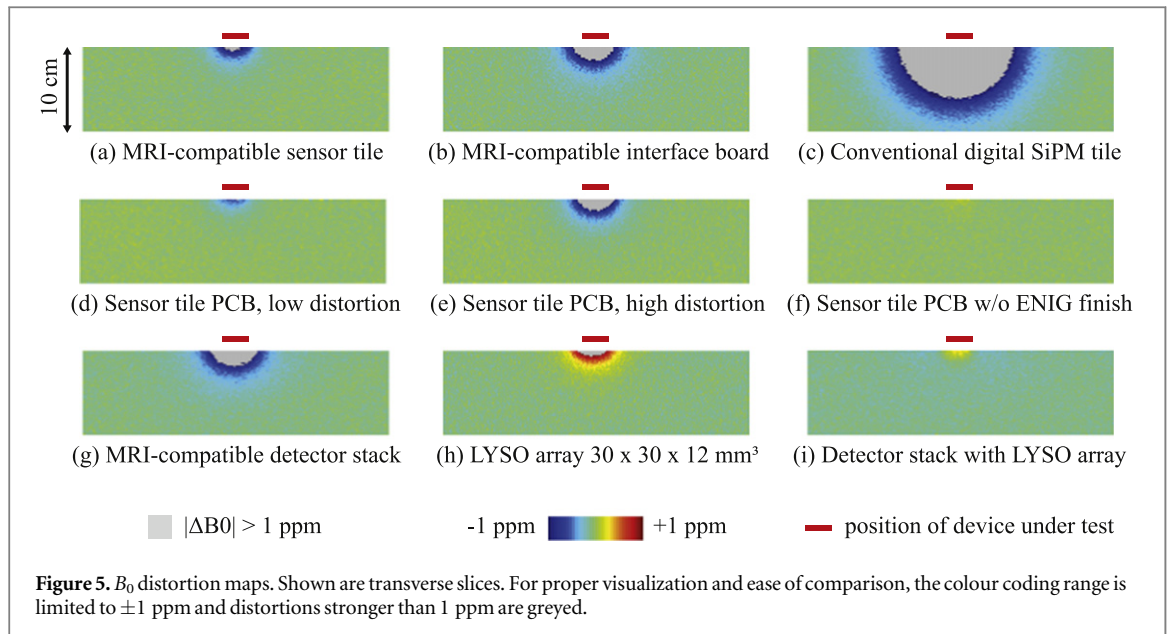 10 cm
(a) MRI-compatible sensor tile
(b) MRI-compatible interface board
(c) Conventional digital SiPM tile
(d) Sensor tile PCB, low distortion
(e) Sensor tile PCB, high distortion
(f) Sensor tile PCB w/o ENIG finish
(g) MRI-compatible detector stack
(h) LYSO array 30 x 30 x 12 mm³
(i) Detector stack with LYSO array
|ΔB0| > 1 ppm
-1 ppm
+1 ppm
position of device under test
Figure 5. B₀ distortion maps. Shown are transverse slices. For proper visualization and ease of comparison, the colour coding range is
limited to ±1 ppm and distortions stronger than 1 ppm are greyed.